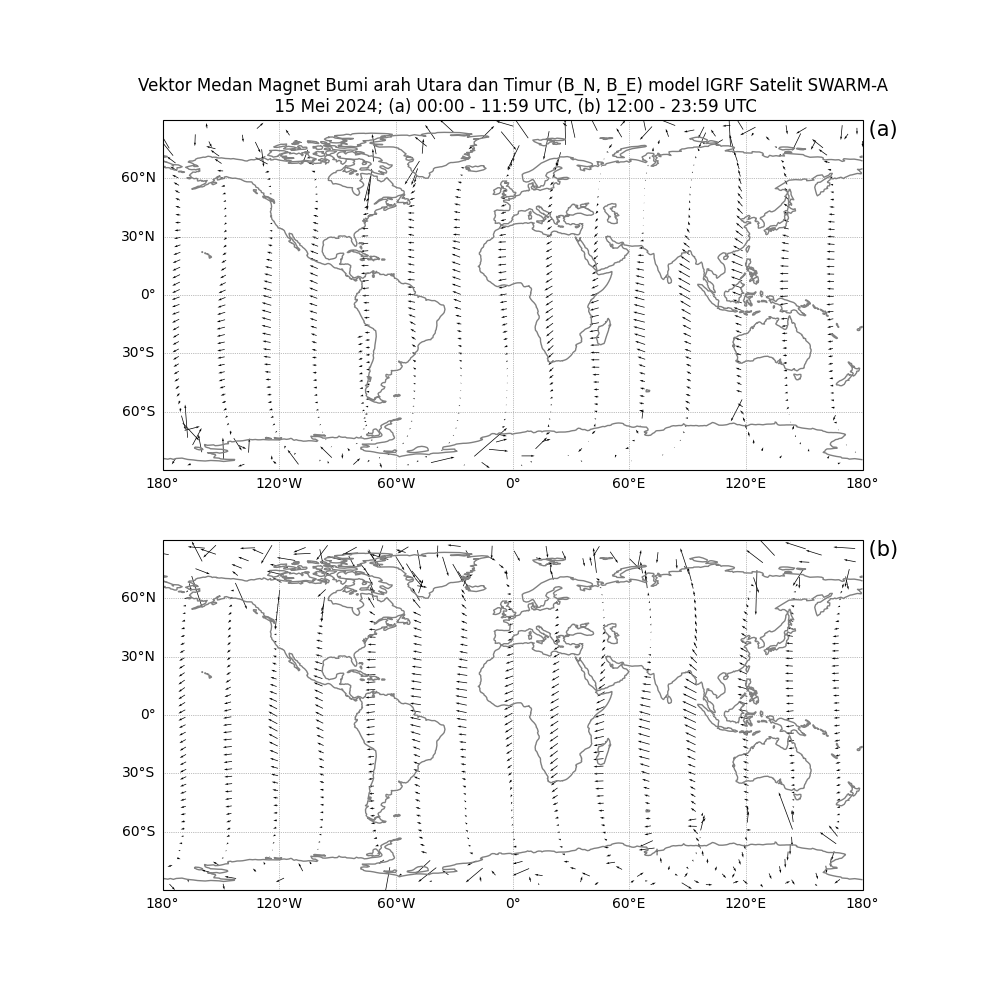 Vektor Medan Magnet Bumi arah Utara dan Timur (B_N, B_E) model IGRF Satelit SWARM-A
15 Mei 2024; (a) 00:00 - 11:59 UTC, (b) 12:00 - 23:59 UTC
(a)
60°N
30°N
0°
30°S
60°S
180° 120°W 60°W 0° 60°E 120°E 180°
(b)
60°N
30°N
0°
30°S
60°S
180° 120°W 60°W 0° 60°E 120°E 180°